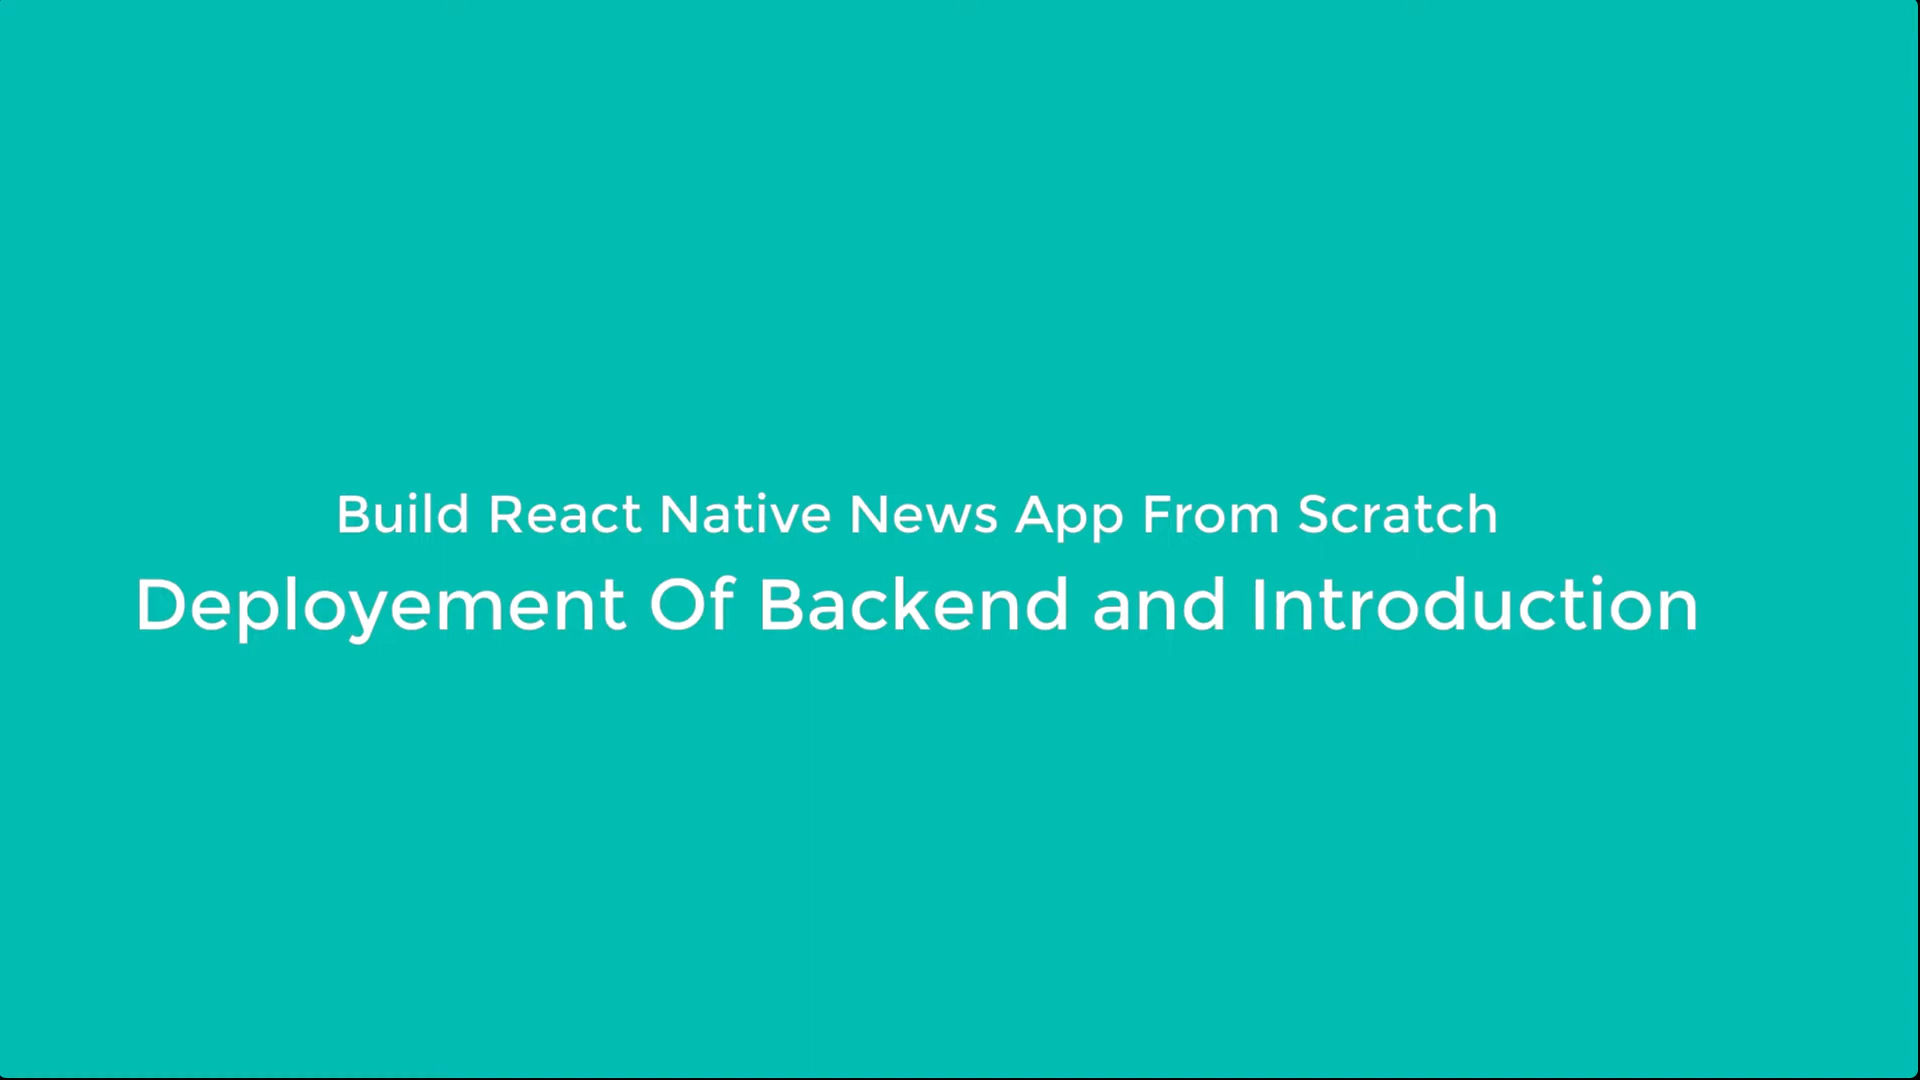 Build React Native News App From Scratch
Deployement Of Backend and Introduction